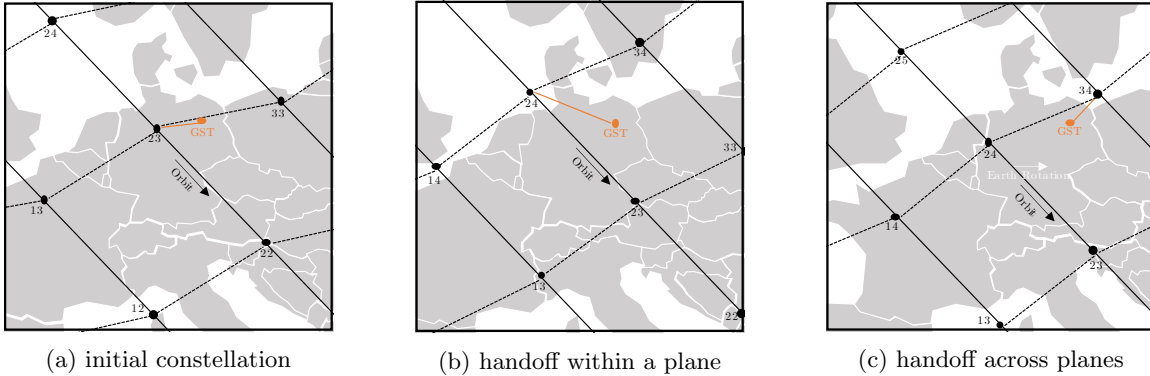 24
33
23
GST
Orbit
13
22
12
(a) initial constellation
34
24
GST
33
14
Orbit
23
13
22
(b) handoff within a plane
25
34
GST
24
Earth Rotation
Orbit
14
23
13
(c) handoff across planes